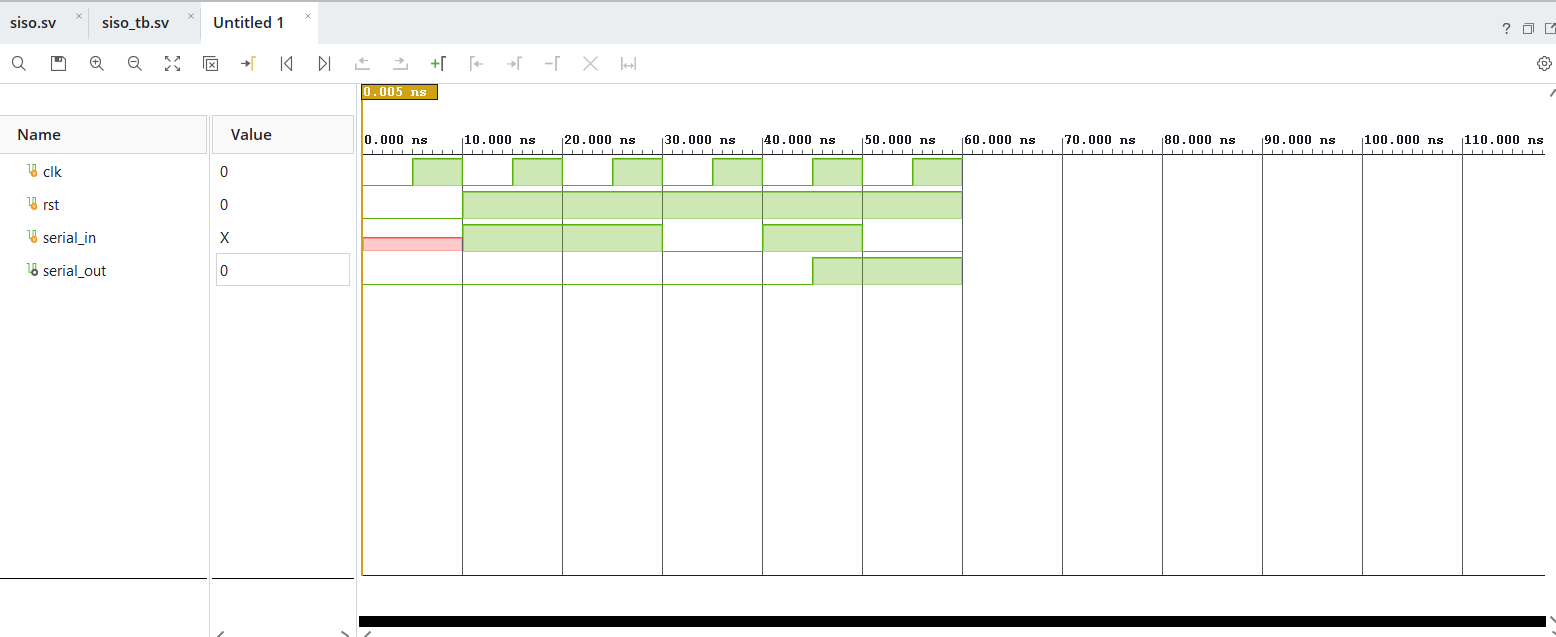 siso.sv × siso_tb.sv × Untitled 1 ×
?
0.005 ns
Name Value
0.000 ns 10.000 ns 20.000 ns 30.000 ns 40.000 ns 50.000 ns 60.000 ns 70.000 ns 80.000 ns 90.000 ns 100.000 ns 110.000 ns
clk 0
rst 0
serial_in X
serial_out 0